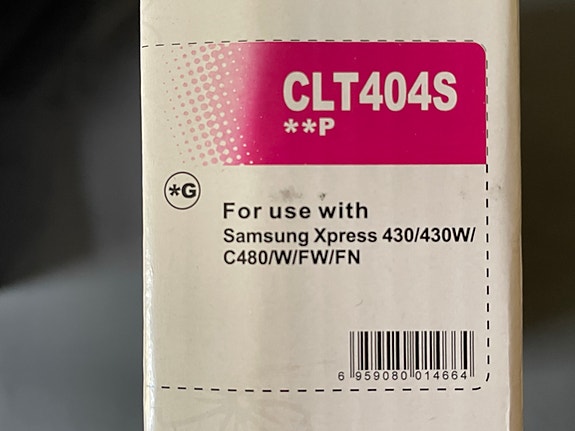 CLT404S
**P
*G
For use with
Samsung Xpress 430/430W/
C480/W/FW/FN
6 959080 014664